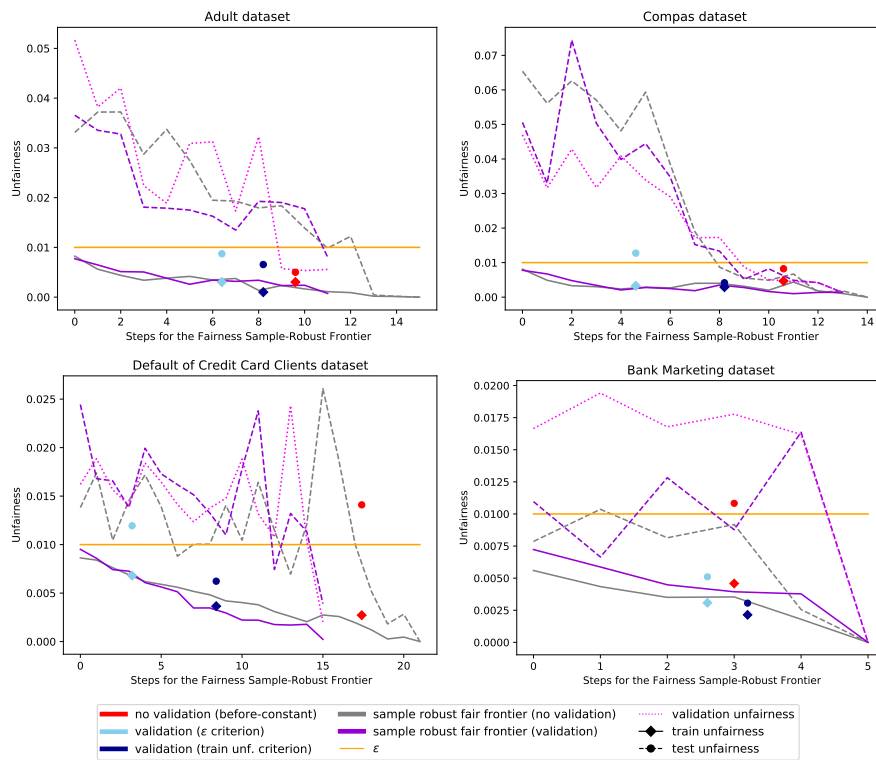 Adult dataset
Unfairness
0.05
0.04
0.03
0.02
0.01
0.00
0 2 4 6 8 10 12 14
Steps for the Fairness Sample-Robust Frontier
Compas dataset
Unfairness
0.07
0.06
0.05
0.04
0.03
0.02
0.01
0.00
0 2 4 6 8 10 12 14
Steps for the Fairness Sample-Robust Frontier
Default of Credit Card Clients dataset
Unfairness
0.025
0.020
0.015
0.010
0.005
0.000
0 5 10 15 20
Steps for the Fairness Sample-Robust Frontier
Bank Marketing dataset
Unfairness
0.0200
0.0175
0.0150
0.0125
0.0100
0.0075
0.0050
0.0025
0.0000
0 1 2 3 4 5
Steps for the Fairness Sample-Robust Frontier
no validation (before-constant)
validation (ε criterion)
validation (train unf. criterion)
sample robust fair frontier (no validation)
sample robust fair frontier (validation)
ε
validation unfairness
train unfairness
test unfairness